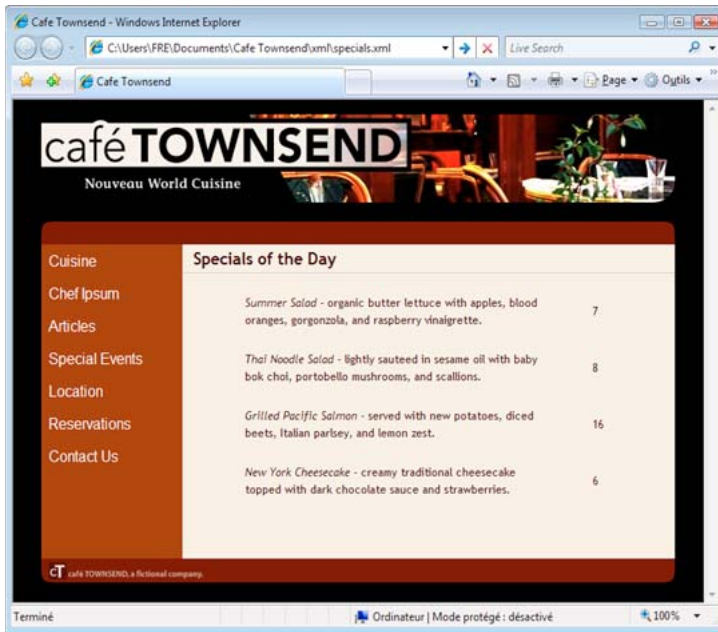 Cafe Townsend - Windows Internet Explorer
C:\Users\FRE\Documents\Cafe Townsend\xml\specials.xml
Live Search
Cafe Townsend
Page
Outils
café TOWNSEND
Nouveau World Cuisine
Cuisine
Chef Ipsum
Articles
Special Events
Location
Reservations
Contact Us
Specials of the Day
Summer Salad - organic butter lettuce with apples, blood
oranges, gorgonzola, and raspberry vinaigrette.
7
Thai Noodle Salad - lightly sauteed in sesame oil with baby
bok choi, portobello mushrooms, and scallions.
8
Grilled Pacific Salmon - served with new potatoes, diced
beets, Italian parlsey, and lemon zest.
16
New York Cheesecake - creamy traditional cheesecake
topped with dark chocolate sauce and strawberries.
6
cT café TOWNSEND, a fictional company.
Terminé
Ordinateur | Mode protégé : désactivé
100%